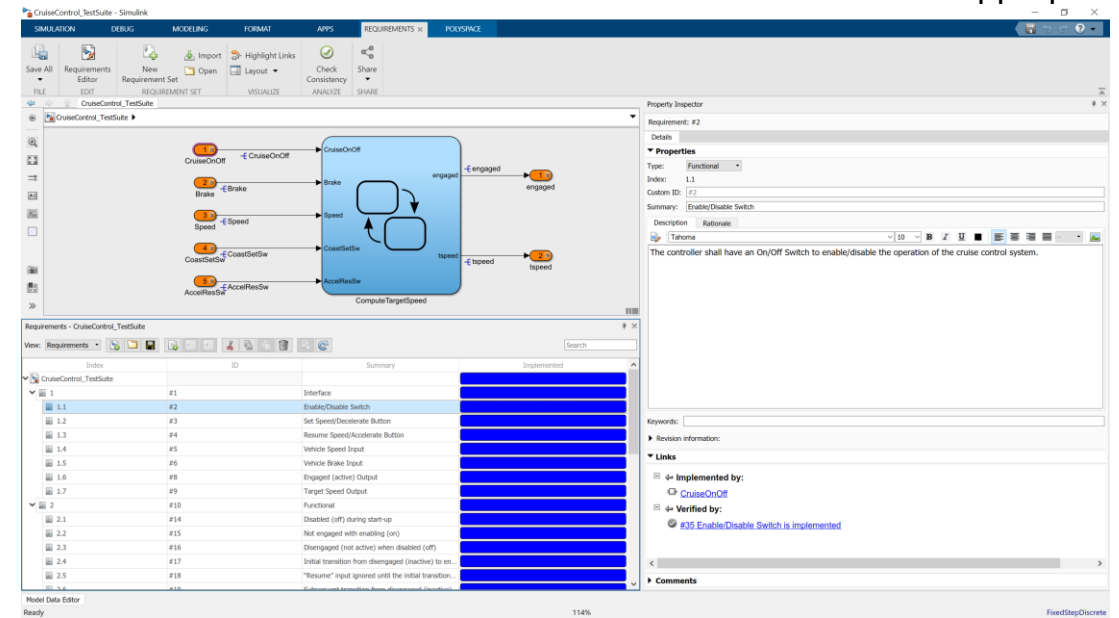 CruiseControl_TestSuite - Simulink
SIMULATION DEBUG MODELING FORMAT APPS REQUIREMENTS × POLYSPACE
Save All Requirements Editor New Requirement Set Import Open Highlight Links Layout Check Consistency Share
FILE EDIT REQUIREMENT SET VISUALIZE ANALYZE SHARE
CruiseControl_TestSuite
CruiseControl_TestSuite
1 CruiseOnOff CruiseOnOff CruiseOnOff
2 Brake Brake Brake
3 Speed Speed Speed
4 CoastSetSw CoastSetSw CoastSetSw
5 AccelResSw AccelResSw AccelResSw
engaged engaged 1 engaged
tspeed tspeed 2 tspeed
ComputeTargetSpeed
Requirements - CruiseControl_TestSuite
View: Requirements Search
Index ID Summary Implemented
CruiseControl_TestSuite
1 #1 Interface
1.1 #2 Enable/Disable Switch
1.2 #3 Set Speed/Decelerate Button
1.3 #4 Resume Speed/Accelerate Button
1.4 #5 Vehicle Speed Input
1.5 #6 Vehicle Brake Input
1.6 #8 Engaged (active) Output
1.7 #9 Target Speed Output
2 #10 Functional
2.1 #14 Disabled (off) during start-up
2.2 #15 Not engaged with enabling (on)
2.3 #16 Disengaged (not active) when disabled (off)
2.4 #17 Initial transition from disengaged (inactive) to en...
2.5 #18 "Resume" input ignored until the initial transition...
Property Inspector
Requirement: #2
Details
Properties
Type: Functional
Index: 1.1
Custom ID: #2
Summary: Enable/Disable Switch
Description Rationale
Tahoma 10 B I U
The controller shall have an On/Off Switch to enable/disable the operation of the cruise control system.
Keywords:
Revision information:
Links
Implemented by:
CruiseOnOff
Verified by:
#35 Enable/Disable Switch is implemented
Comments
Model Data Editor
Ready 114% FixedStepDiscrete